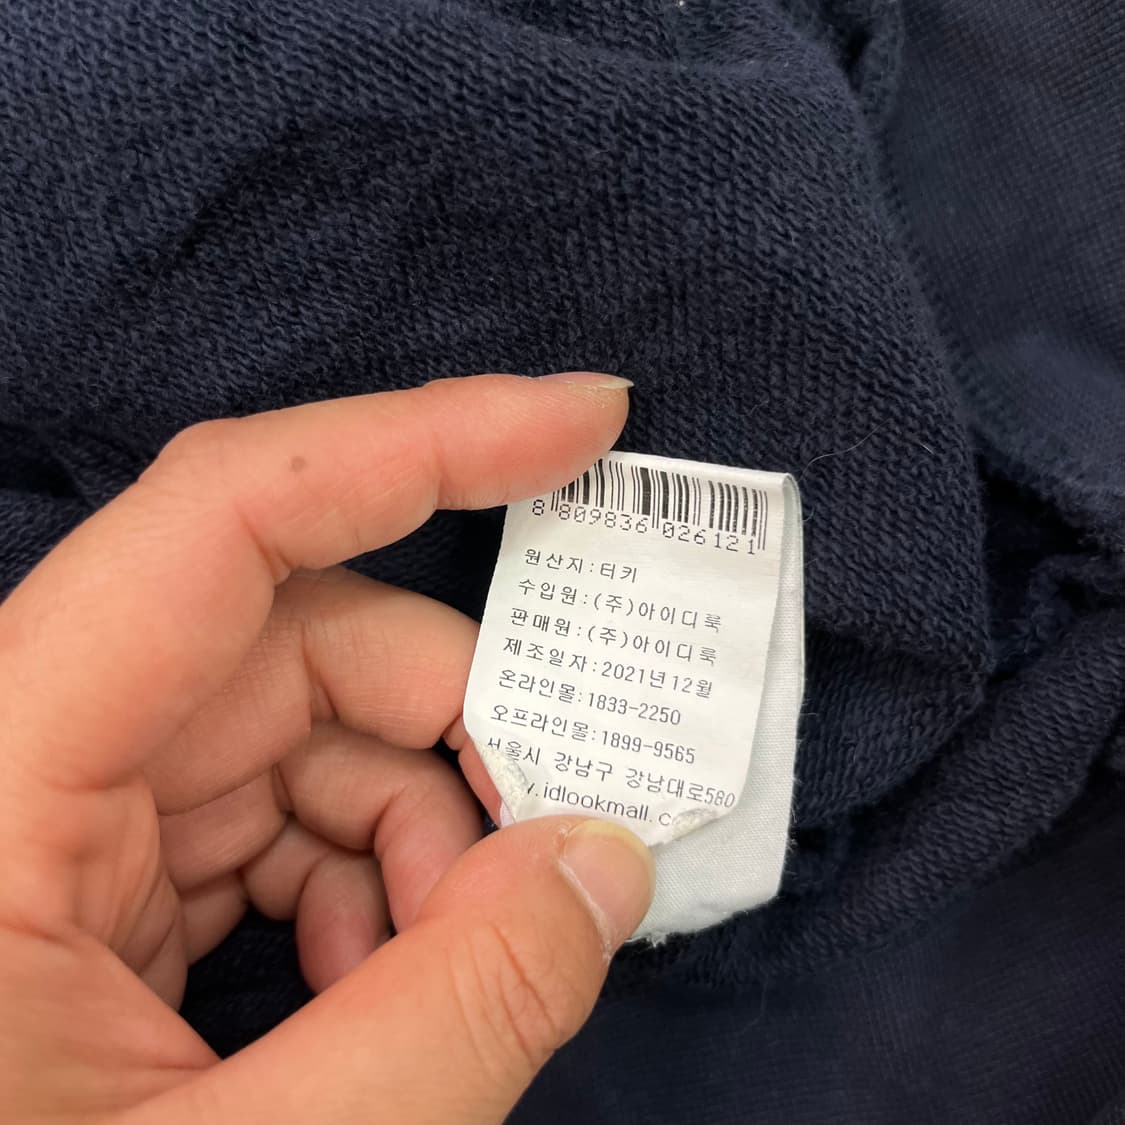 8 809836 026121
원산지:터키
수입원:(주)아이디룩
판매원:(주)아이디룩
제조일자:2021년12월
온라인몰:1833-2250
오프라인몰:1899-9565
서울시 강남구 강남대로580
.idlookmall.c